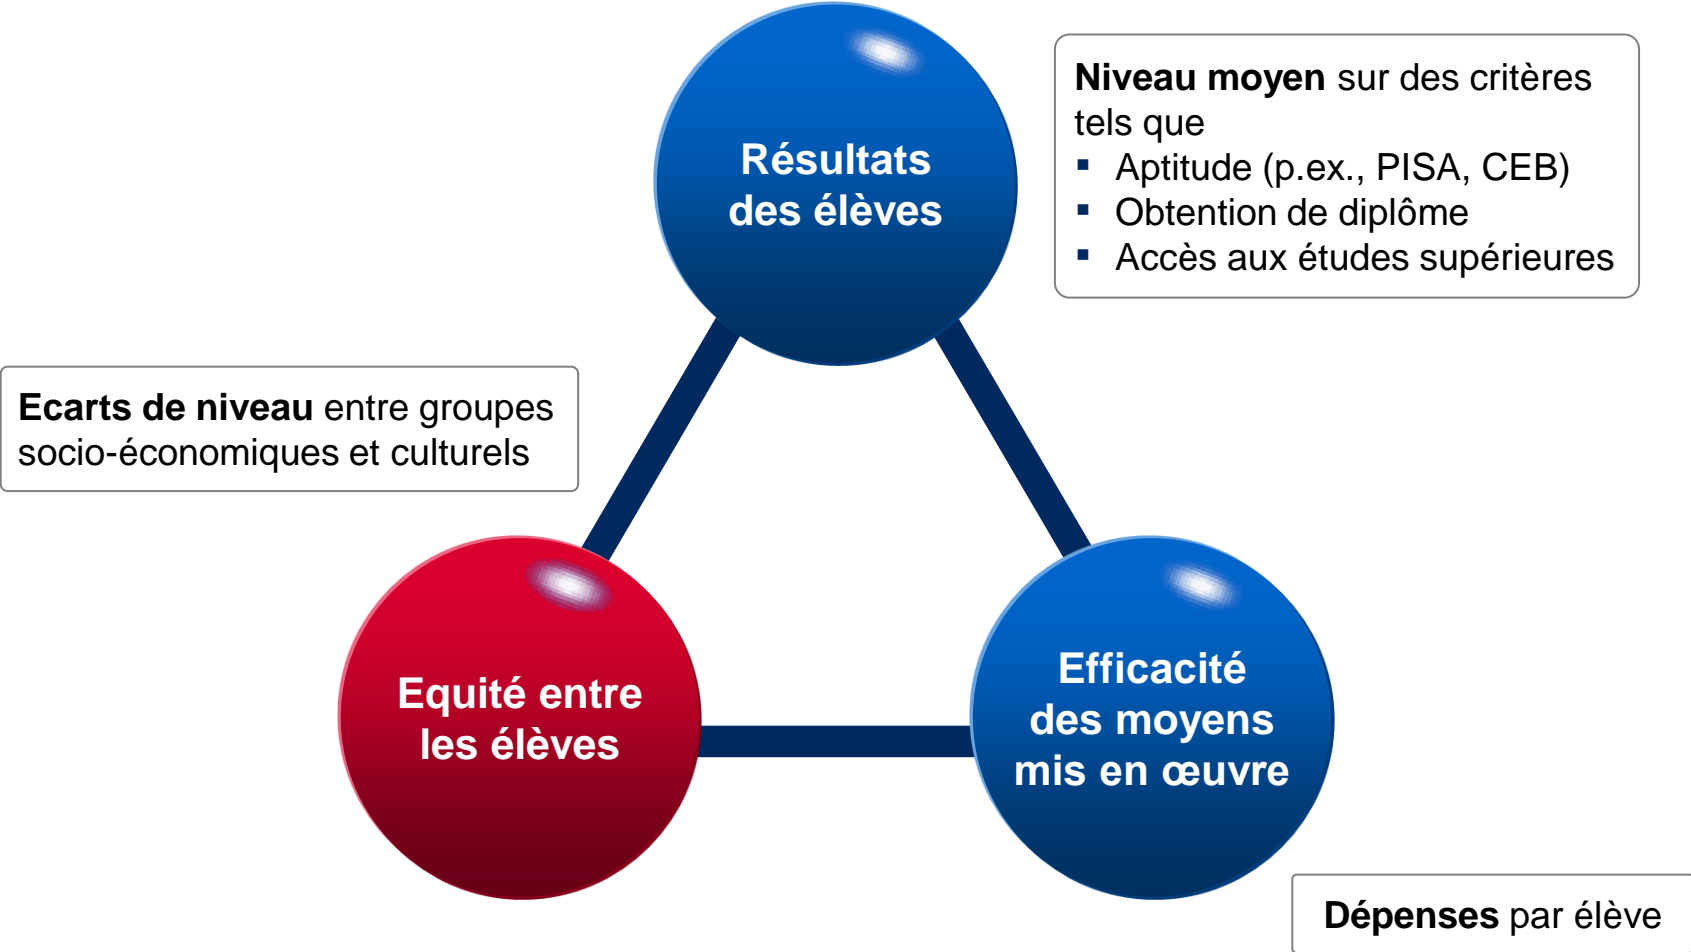 Résultats
des élèves
Niveau moyen sur des critères
tels que
▪ Aptitude (p.ex., PISA, CEB)
▪ Obtention de diplôme
▪ Accès aux études supérieures
Ecarts de niveau entre groupes
socio-économiques et culturels
Equité entre
les élèves
Efficacité
des moyens
mis en œuvre
Dépenses par élève